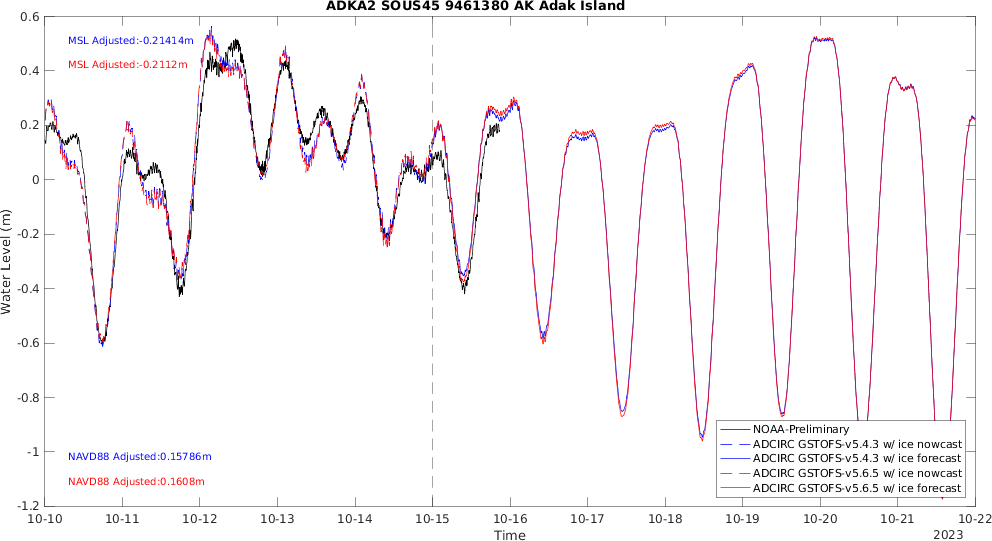 ADKA2 SOUS45 9461380 AK Adak Island
0.6
0.4
0.2
0
-0.2
-0.4
-0.6
-0.8
-1
-1.2
Water Level (m)
MSL Adjusted:-0.21414m
MSL Adjusted:-0.2112m
NAVD88 Adjusted:0.15786m
NAVD88 Adjusted:0.1608m
NOAA-Preliminary
ADCIRC GSTOFS-v5.4.3 w/ ice nowcast
ADCIRC GSTOFS-v5.4.3 w/ ice forecast
ADCIRC GSTOFS-v5.6.5 w/ ice nowcast
ADCIRC GSTOFS-v5.6.5 w/ ice forecast
10-10 10-11 10-12 10-13 10-14 10-15 10-16 10-17 10-18 10-19 10-20 10-21 10-22
Time
2023